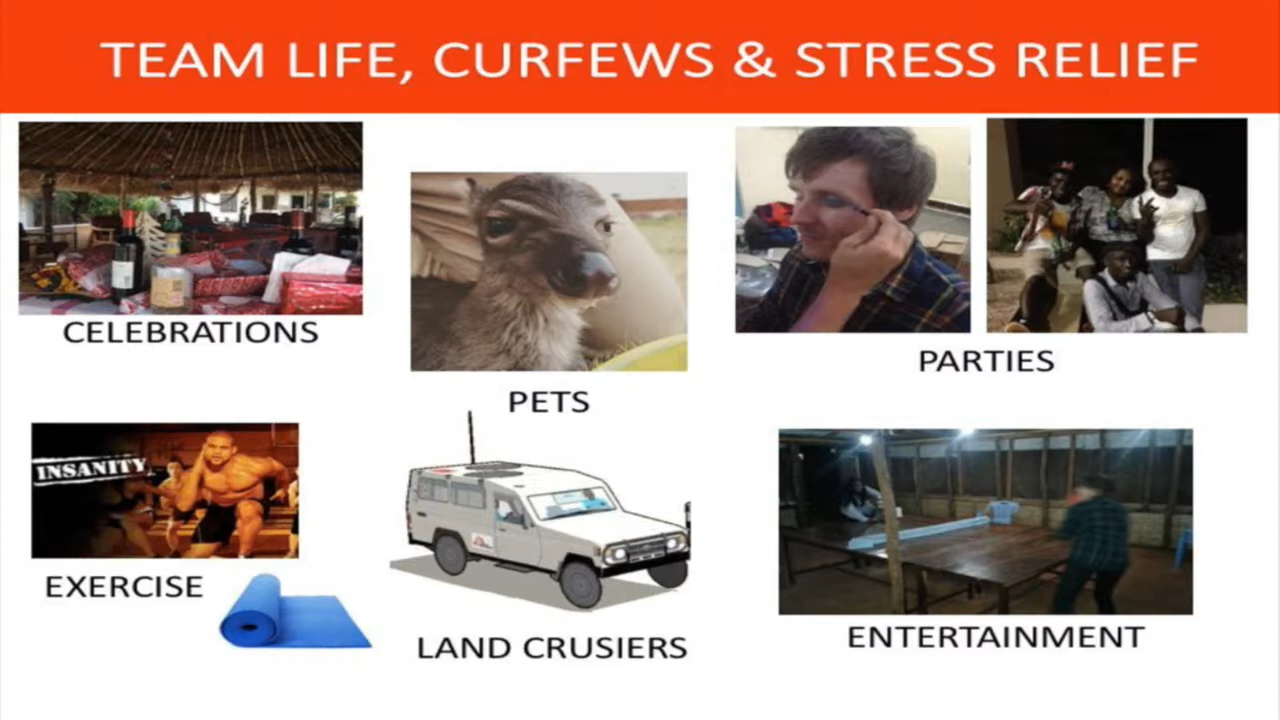 TEAM LIFE, CURFEWS & STRESS RELIEF
CELEBRATIONS
PETS
PARTIES
INSANITY
EXERCISE
LAND CRUSIERS
ENTERTAINMENT